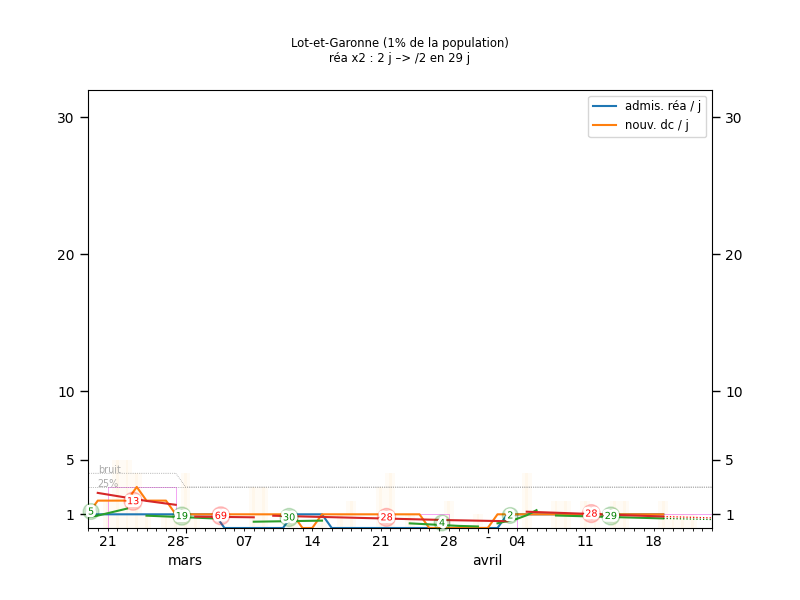 Lot-et-Garonne (1% de la population)
réa x2 : 2 j –> /2 en 29 j
admis. réa / j
nouv. dc / j
30 30
20 20
10 10
5 5
1 1
bruit
25%
5 13 19 69 30 28 4 2 28 29
21 28 07 14 21 28 04 11 18
mars avril